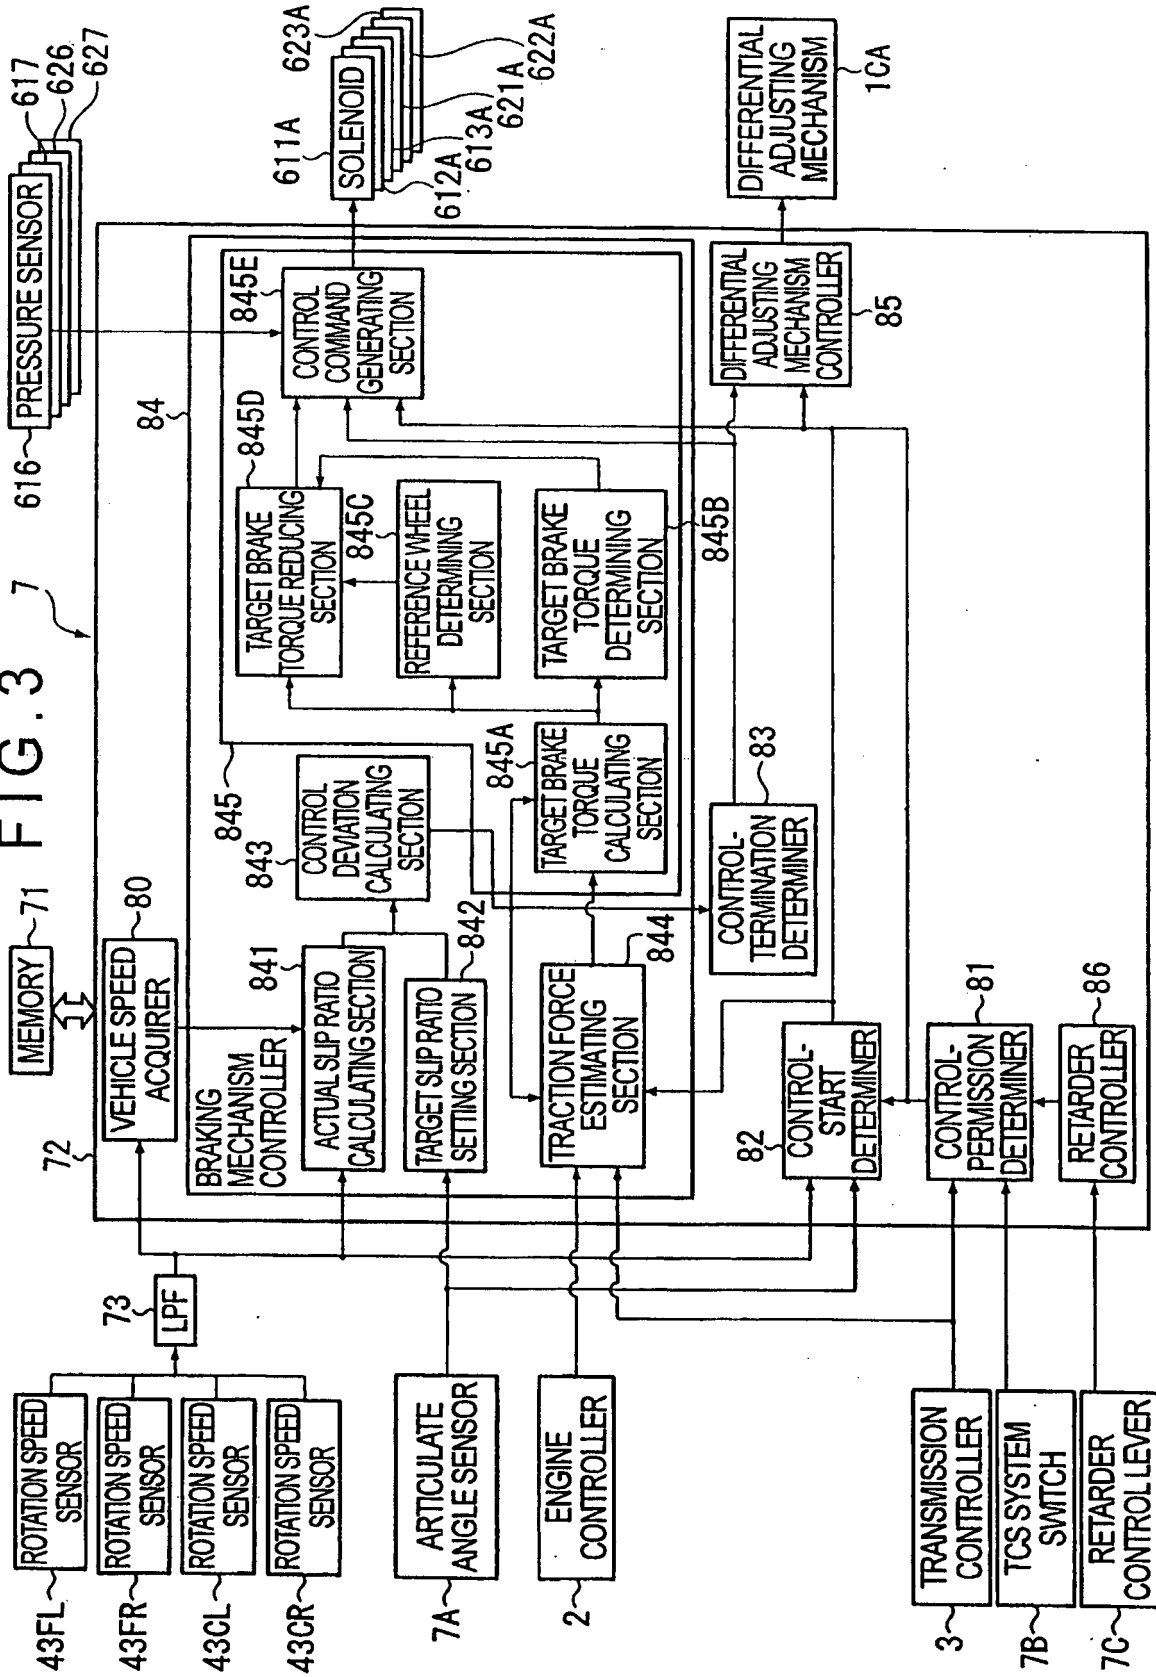 FIG. 3
7
MEMORY
71
72
PRESSURE SENSOR
616
617
626
627
43FL
ROTATION SPEED
SENSOR
43FR
ROTATION SPEED
SENSOR
43CL
ROTATION SPEED
SENSOR
43CR
ROTATION SPEED
SENSOR
73
LPF
7A
ARTICULATE
ANGLE SENSOR
2
ENGINE
CONTROLLER
3
TRANSMISSION
CONTROLLER
7B
TCS SYSTEM
SWITCH
7C
RETARDER
CONTROL LEVER
VEHICLE SPEED
ACQUIRER
80
BRAKING
MECHANISM
CONTROLLER
84
841
ACTUAL SLIP RATIO
CALCULATING SECTION
842
TARGET SLIP RATIO
SETTING SECTION
843
CONTROL
DEVIATION
CALCULATING
SECTION
844
TRACTION FORCE
ESTIMATING
SECTION
845
845A
TARGET BRAKE
TORQUE
CALCULATING
SECTION
845B
TARGET BRAKE
TORQUE
DETERMINING
SECTION
845C
REFERENCE WHEEL
DETERMINING
SECTION
845D
TARGET BRAKE
TORQUE REDUCING
SECTION
845E
CONTROL
COMMAND
GENERATING
SECTION
82
CONTROL-
START
DETERMINER
81
CONTROL-
PERMISSION
DETERMINER
86
RETARDER
CONTROLLER
83
CONTROL-
TERMINATION
DETERMINER
85
DIFFERENTIAL
ADJUSTING
MECHANISM
CONTROLLER
611A
SOLENOID
612A
613A
621A
622A
623A
DIFFERENTIAL
ADJUSTING
MECHANISM
1CA